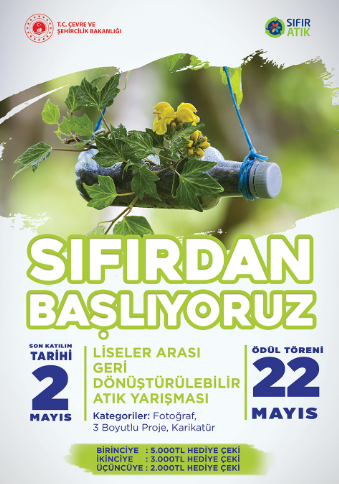 T.C. ÇEVRE VE
ŞEHİRCİLİK BAKANLIĞI
SIFIR
ATIK
SIFIRDAN
BAŞLIYORUZ
SON KATILIM
TARİHİ
2
MAYIS
LİSELER ARASI
GERİ
DÖNÜŞTÜRÜLEBİLİR
ATIK YARIŞMASI
Kategoriler: Fotoğraf,
3 Boyutlu Proje, Karikatür
ÖDÜL TÖRENİ
22
MAYIS
BİRİNCİYE : 5.000TL HEDİYE ÇEKİ
İKİNCİYE : 3.000TL HEDİYE ÇEKİ
ÜÇÜNCÜYE : 2.000TL HEDİYE ÇEKİ